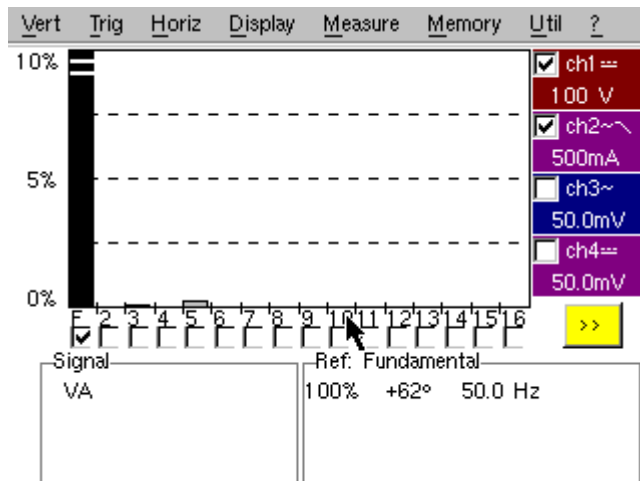 Vert Trig Horiz Display Measure Memory Util ?
10%
5%
0%
ch1
100 V
ch2~
500mA
ch3~
50.0mV
ch4
50.0mV
>>
F 2 3 4 5 6 7 8 9 10 11 12 13 14 15 16
Signal
VA
Ref: Fundamental
100% +62º 50.0 Hz